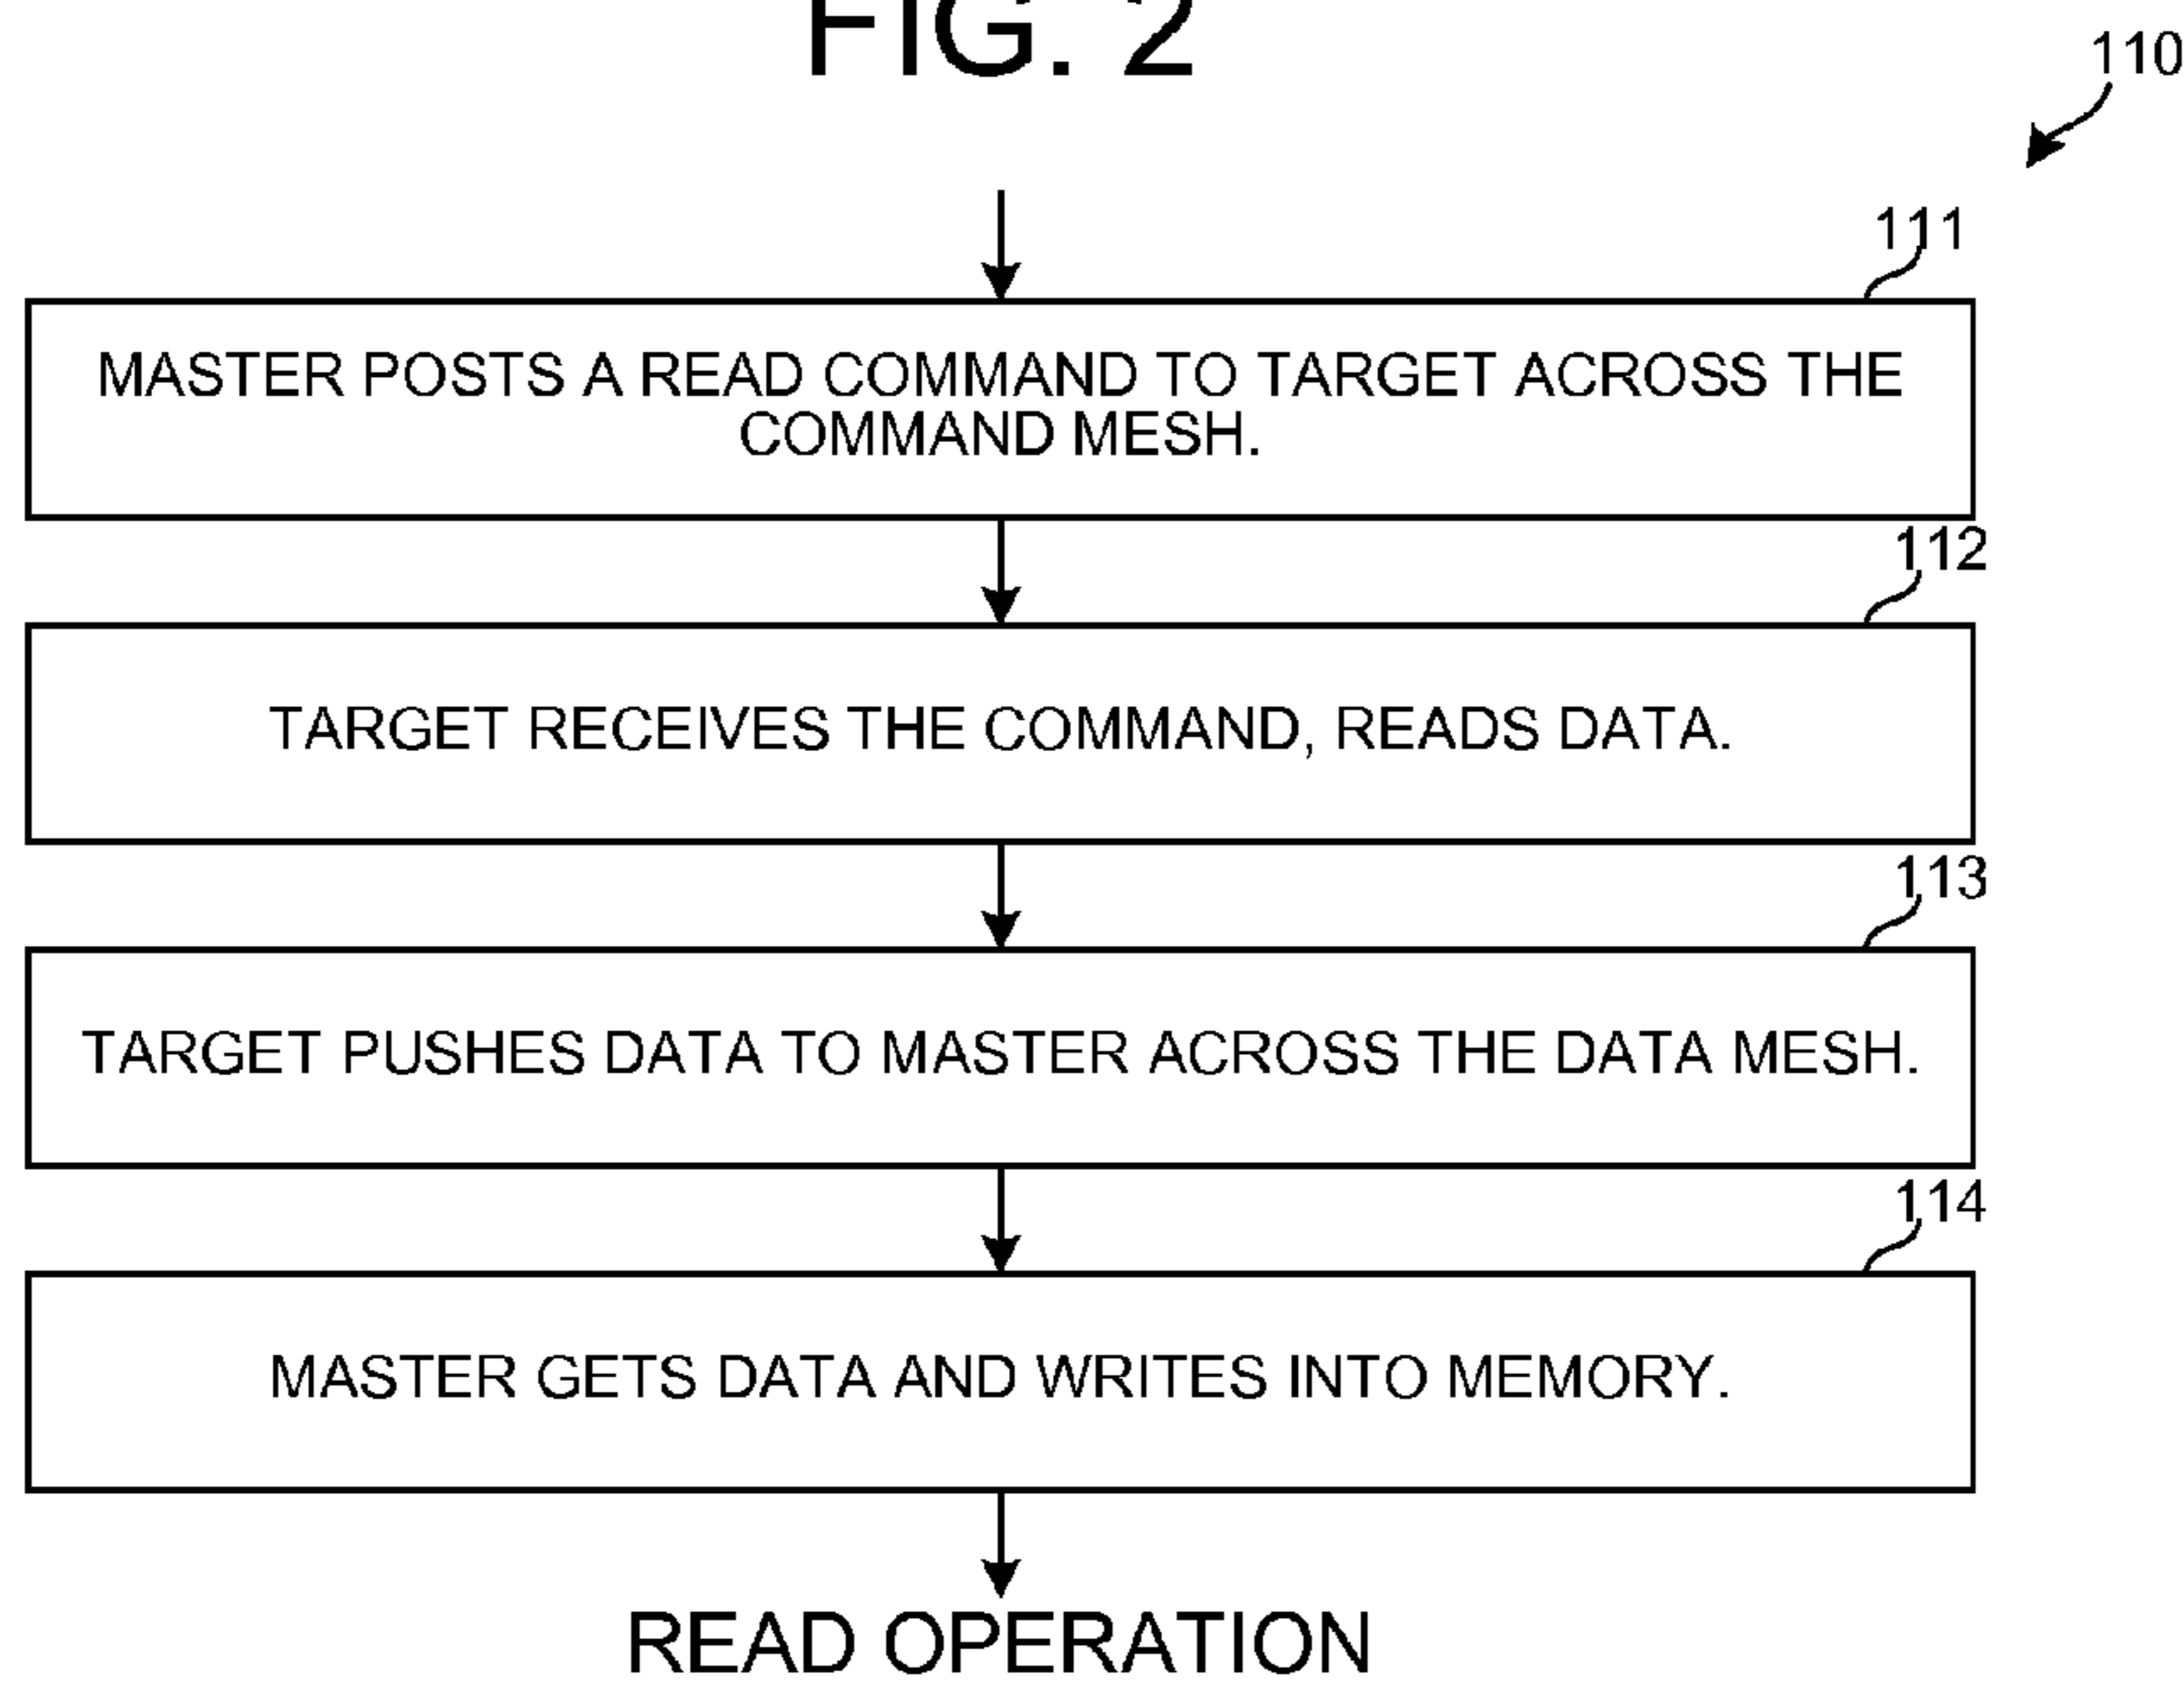 FIG. 2
110
111
MASTER POSTS A READ COMMAND TO TARGET ACROSS THE
COMMAND MESH.
112
TARGET RECEIVES THE COMMAND, READS DATA.
113
TARGET PUSHES DATA TO MASTER ACROSS THE DATA MESH.
114
MASTER GETS DATA AND WRITES INTO MEMORY.
READ OPERATION